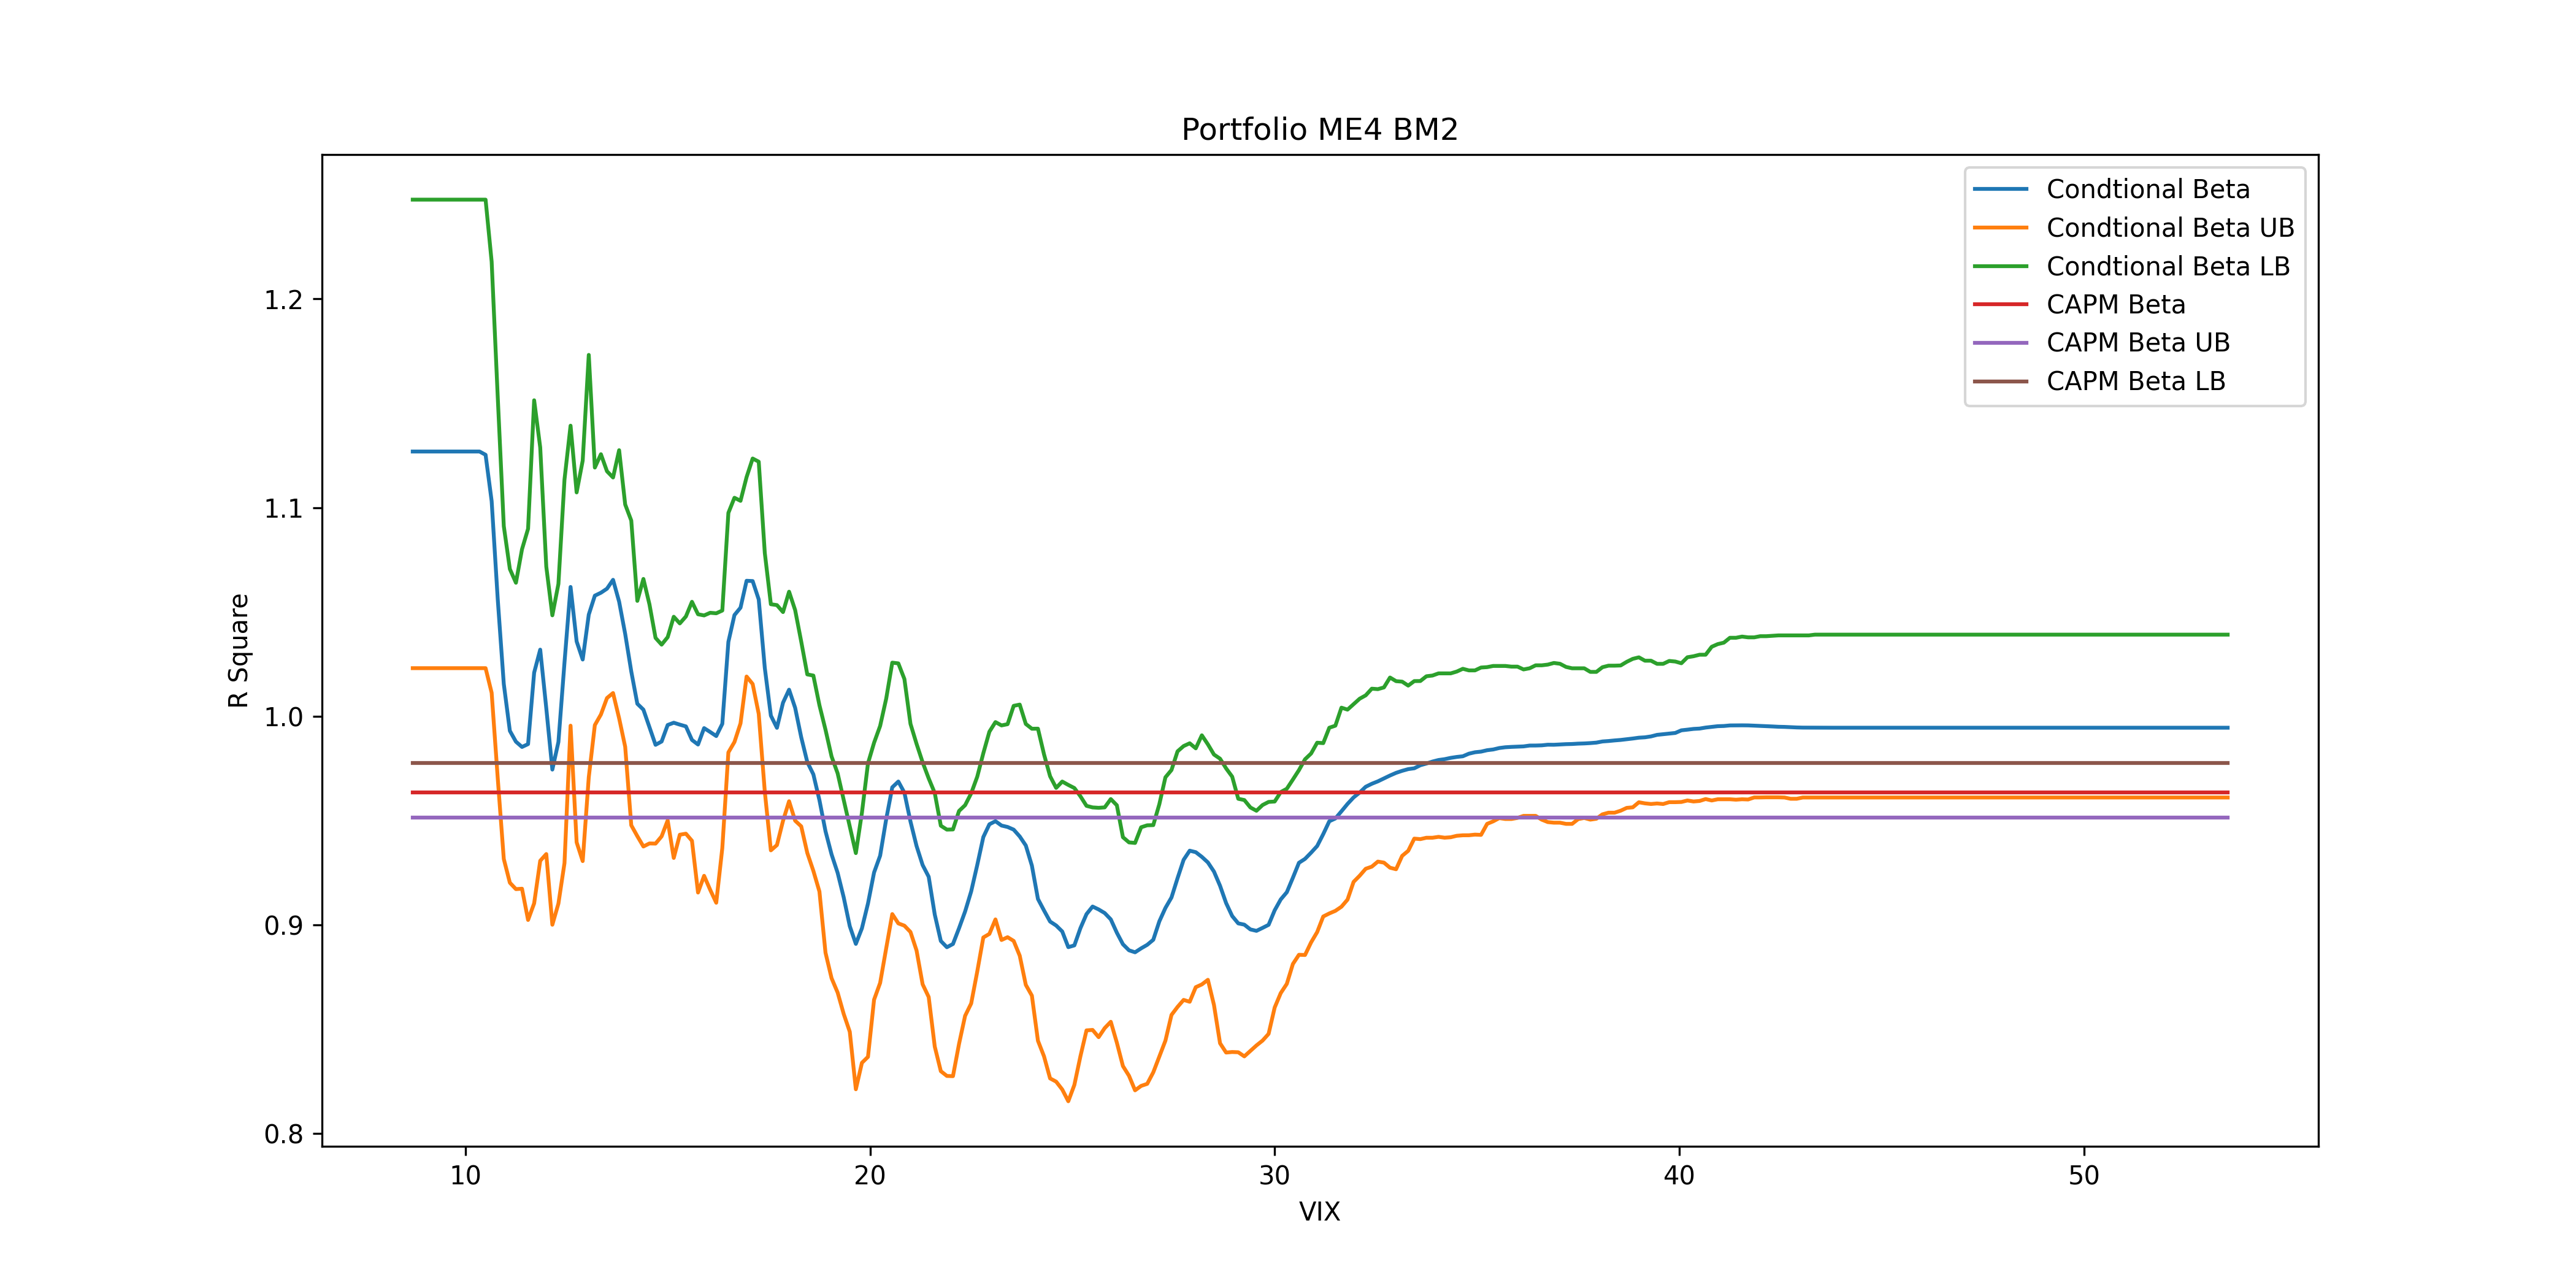 Portfolio ME4 BM2
Condtional Beta
Condtional Beta UB
Condtional Beta LB
CAPM Beta
CAPM Beta UB
CAPM Beta LB
R Square
1.2
1.1
1.0
0.9
0.8
10 20 30 40 50
VIX